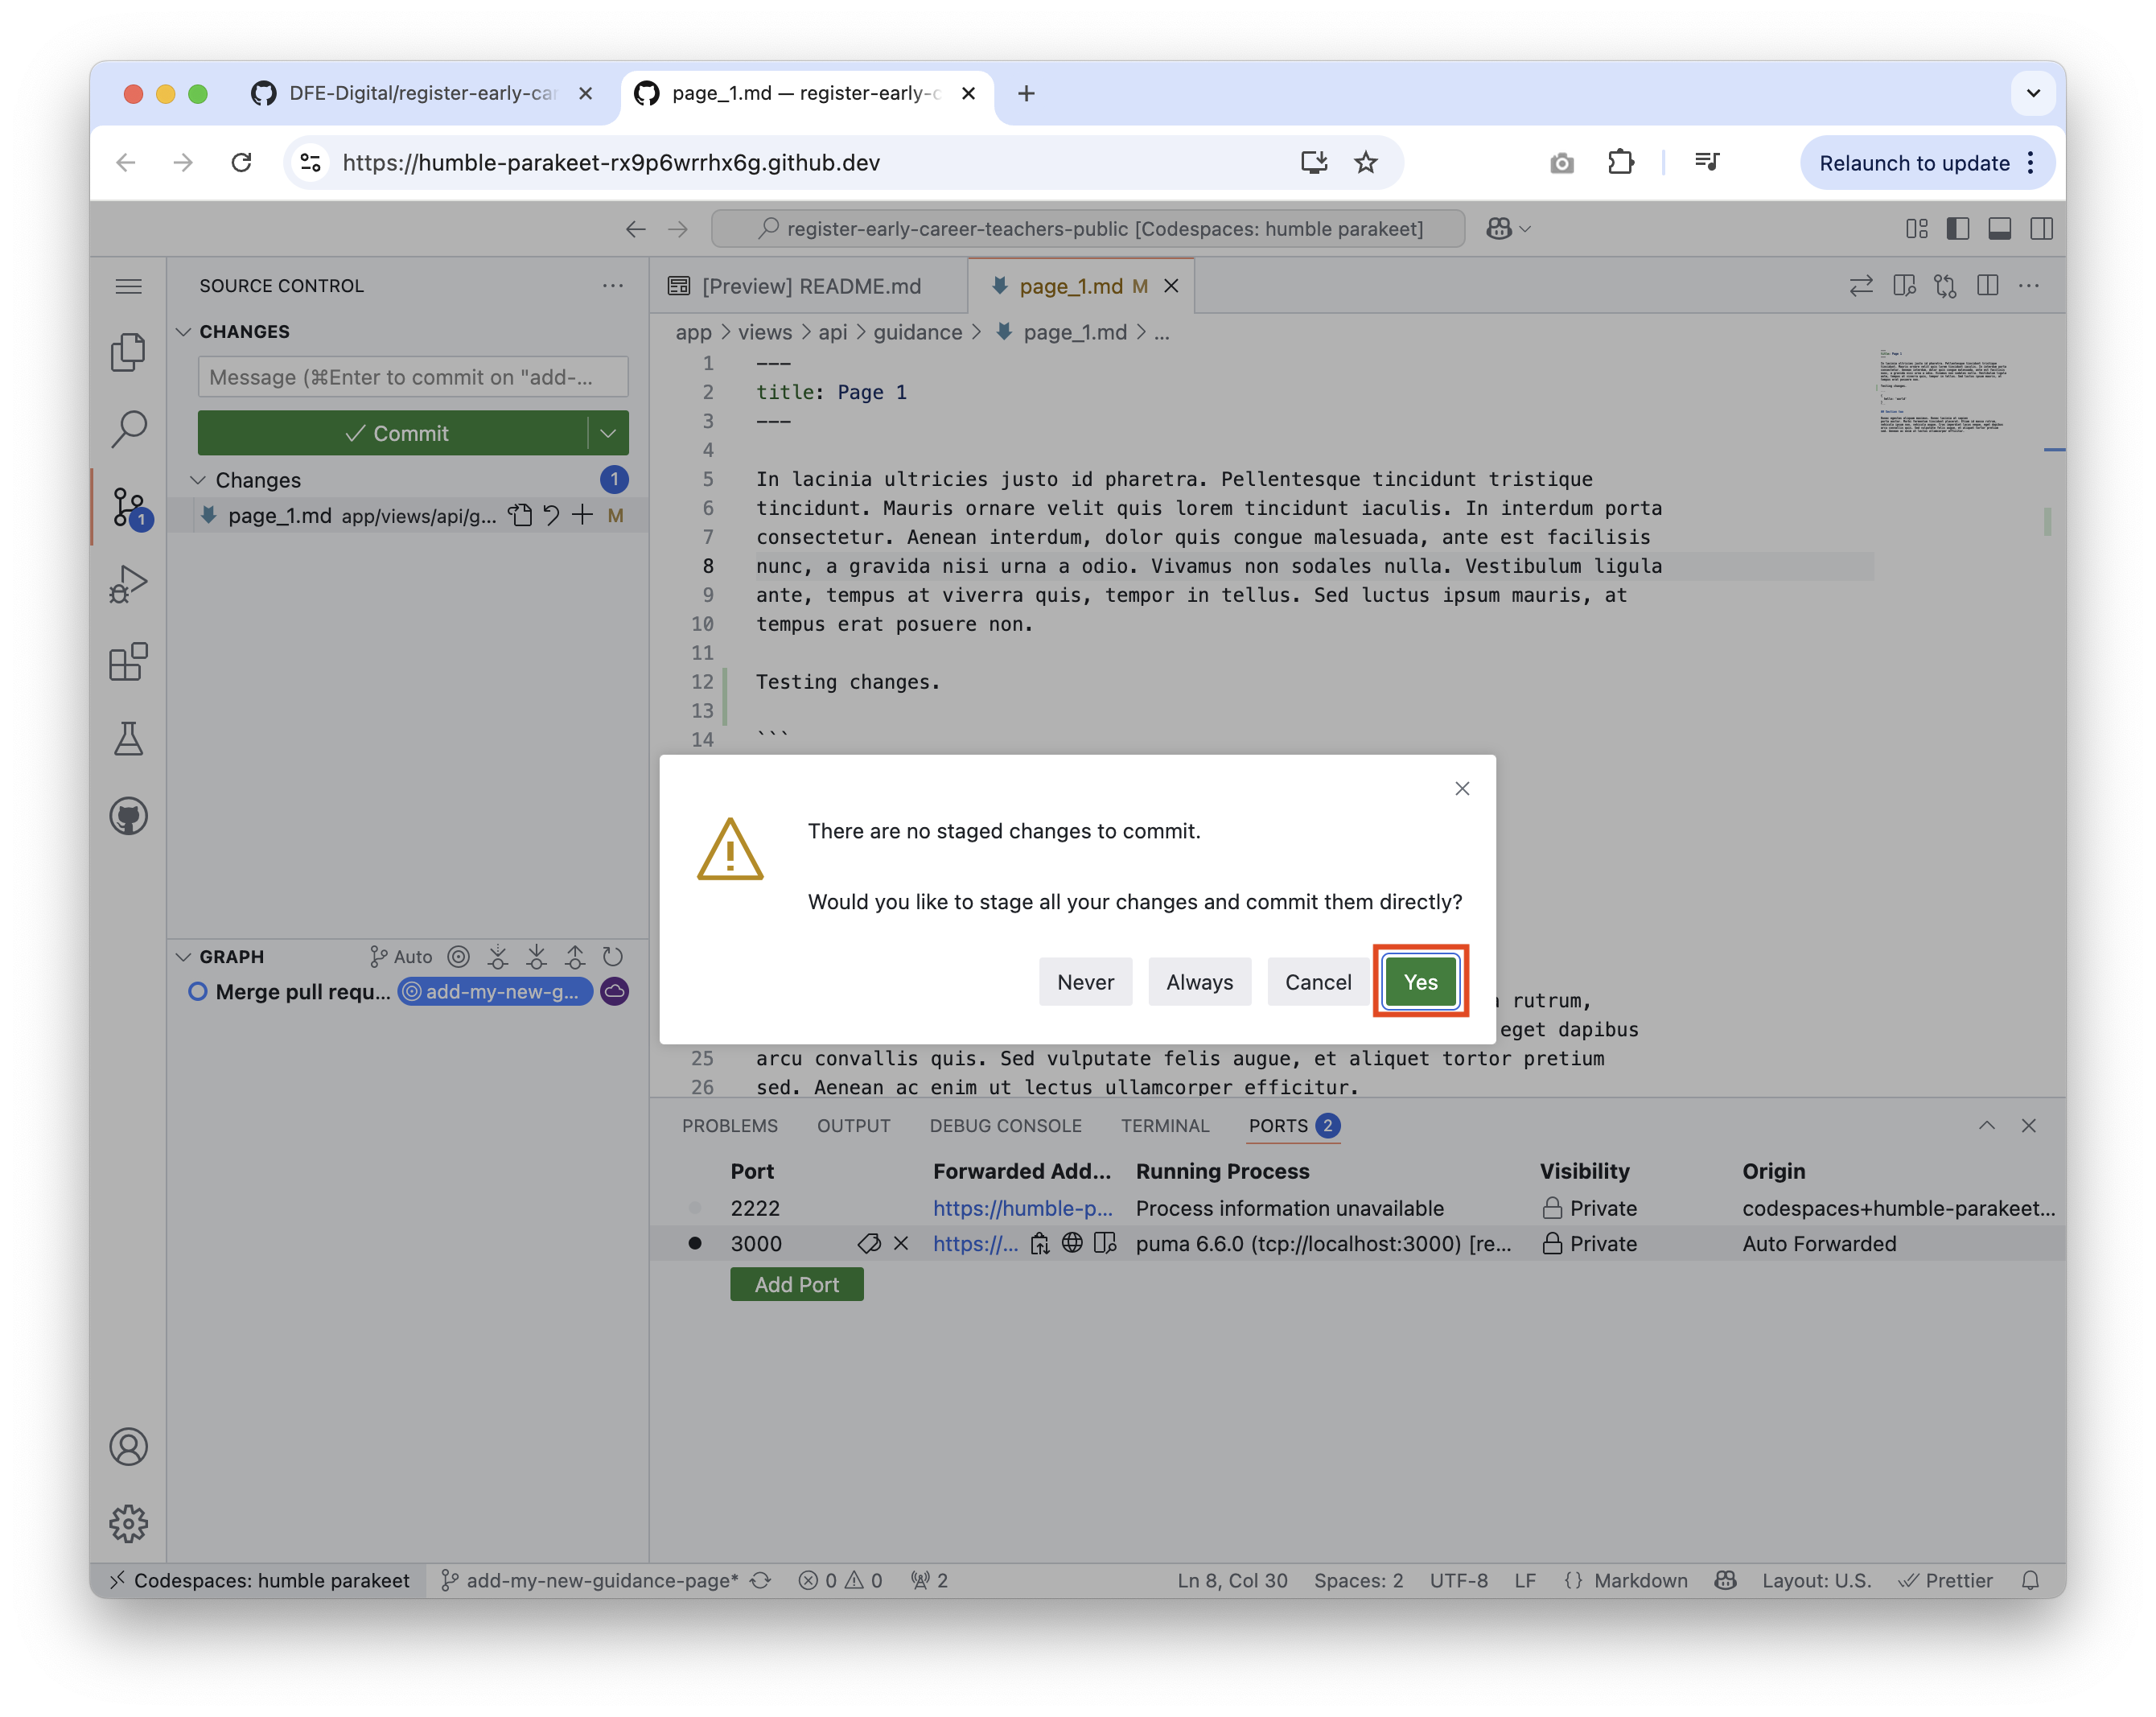 DFE-Digital/register-early-car
page_1.md — register-early-c
https://humble-parakeet-rx9p6wrrhx6g.github.dev
Relaunch to update
register-early-career-teachers-public [Codespaces: humble parakeet]
SOURCE CONTROL
CHANGES
Message (⌘Enter to commit on "add-...
Commit
Changes 1
page_1.md app/views/api/g... M
1
[Preview] README.md
page_1.md M
app > views > api > guidance > page_1.md > ...
1 ---
2 title: Page 1
3 ---
4
5 In lacinia ultricies justo id pharetra. Pellentesque tincidunt tristique
6 tincidunt. Mauris ornare velit quis lorem tincidunt iaculis. In interdum porta
7 consectetur. Aenean interdum, dolor quis congue malesuada, ante est facilisis
8 nunc, a gravida nisi urna a odio. Vivamus non sodales nulla. Vestibulum ligula
9 ante, tempus at viverra quis, tempor in tellus. Sed luctus ipsum mauris, at
10 tempus erat posuere non.
11
12 Testing changes.
13
14 ```
There are no staged changes to commit.
Would you like to stage all your changes and commit them directly?
Never Always Cancel Yes
rutrum,
eget dapibus
25 arcu convallis quis. Sed vulputate felis augue, et aliquet tortor pretium
26 sed. Aenean ac enim ut lectus ullamcorper efficitur.
GRAPH Auto
Merge pull requ... add-my-new-g...
PROBLEMS OUTPUT DEBUG CONSOLE TERMINAL PORTS 2
Port Forwarded Add... Running Process Visibility Origin
2222 https://humble-p... Process information unavailable Private codespaces+humble-parakeet...
3000 https://... puma 6.6.0 (tcp://localhost:3000) [re... Private Auto Forwarded
Add Port
Codespaces: humble parakeet add-my-new-guidance-page* 0 0 2 Ln 8, Col 30 Spaces: 2 UTF-8 LF {} Markdown Layout: U.S. Prettier